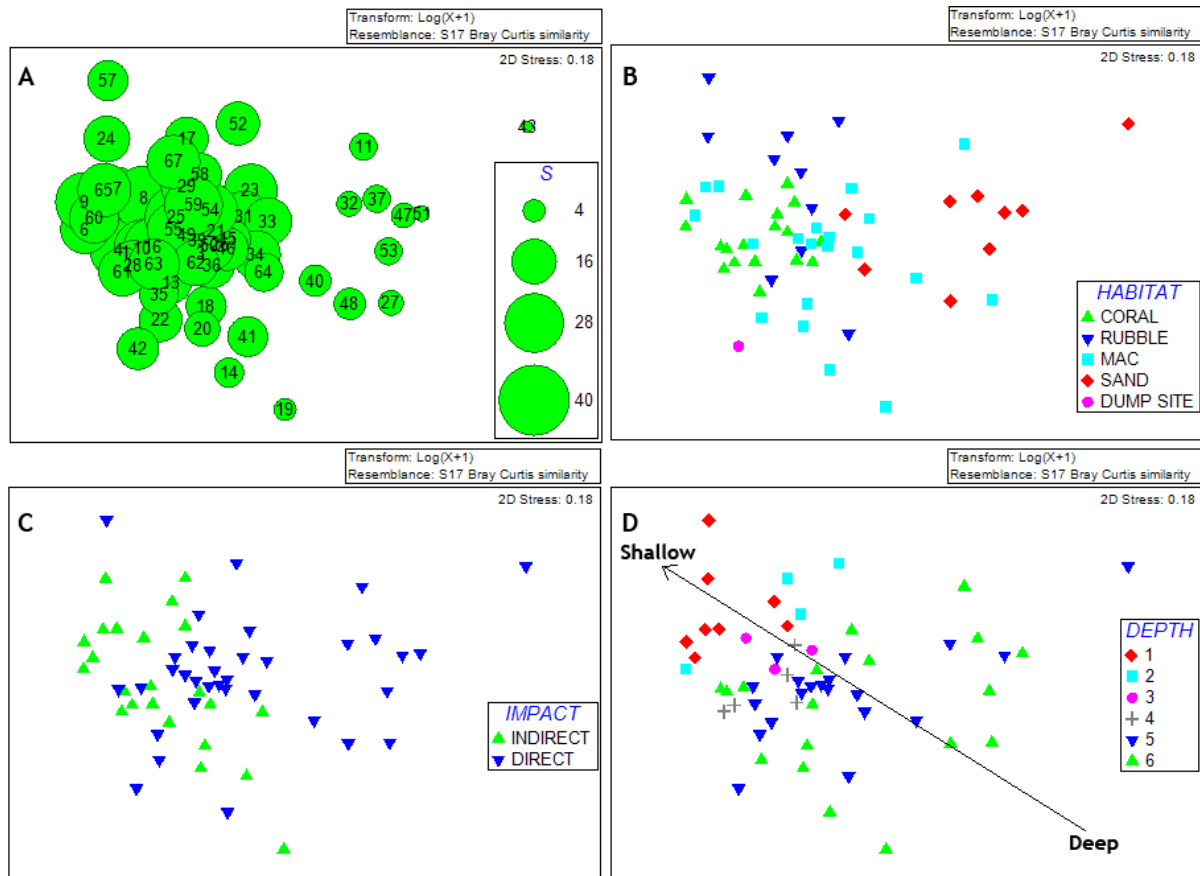 Transform: Log(X+1)
Resemblance: S17 Bray Curtis similarity
A
2D Stress: 0.18
57
24
17
52
43
11
67
58
9
657
8
29
23
32
37
47
51
60
59
54
25
31
33
6
55
21
53
63
62
36
34
64
28
61
13
40
48
27
35
18
22
20
41
42
14
19
S
4
16
28
40
Transform: Log(X+1)
Resemblance: S17 Bray Curtis similarity
B
2D Stress: 0.18
HABITAT
CORAL
RUBBLE
MAC
SAND
DUMP SITE
Transform: Log(X+1)
Resemblance: S17 Bray Curtis similarity
C
2D Stress: 0.18
IMPACT
INDIRECT
DIRECT
Transform: Log(X+1)
Resemblance: S17 Bray Curtis similarity
D
2D Stress: 0.18
Shallow
Deep
DEPTH
1
2
3
4
5
6